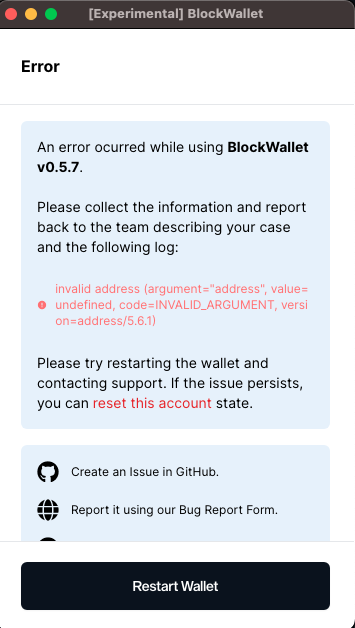 [Experimental] BlockWallet
Error
An error ocurred while using BlockWallet
v0.5.7.
Please collect the information and report
back to the team describing your case
and the following log:
invalid address (argument="address", value=
undefined, code=INVALID_ARGUMENT, versi
on=address/5.6.1)
Please try restarting the wallet and
contacting support. If the issue persists,
you can reset this account state.
Create an Issue in GitHub.
Report it using our Bug Report Form.
Restart Wallet